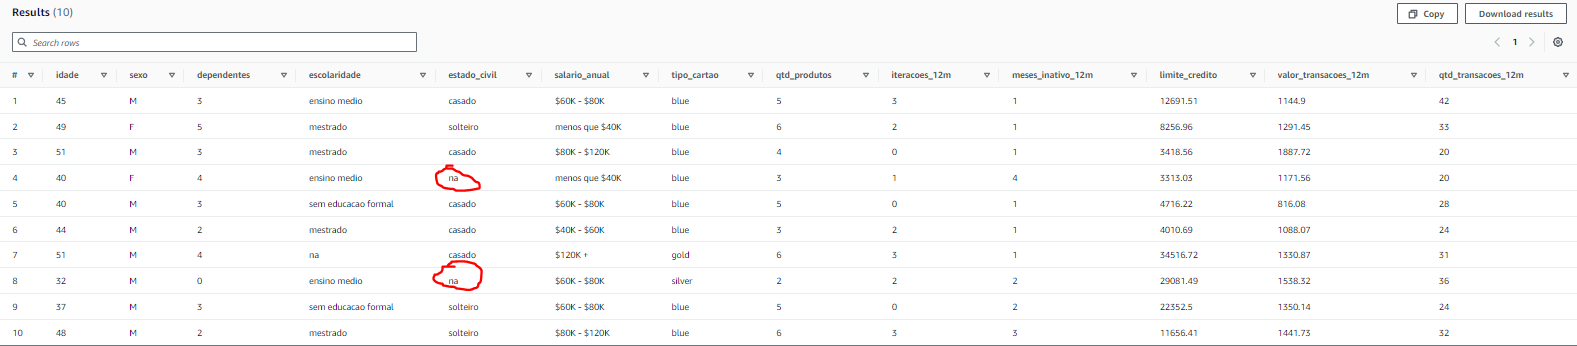 Results (10)
Copy
Download results
Search rows
1
# idade sexo dependentes escolaridade estado_civil salario_anual tipo_cartao qtd_produtos iteracoes_12m meses_inativo_12m limite_credito valor_transacoes_12m qtd_transacoes_12m
1 45 M 3 ensino medio casado $60K - $80K blue 5 3 1 12691.51 1144.9 42
2 49 F 5 mestrado solteiro menos que $40K blue 6 2 1 8256.96 1291.45 33
3 51 M 3 mestrado casado $80K - $120K blue 4 0 1 3418.56 1887.72 20
4 40 F 4 ensino medio na menos que $40K blue 3 1 4 3313.03 1171.56 20
5 40 M 3 sem educacao formal casado $60K - $80K blue 5 0 1 4716.22 816.08 28
6 44 M 2 mestrado casado $40K - $60K blue 3 2 1 4010.69 1088.07 24
7 51 M 4 na casado $120K + gold 6 3 1 34516.72 1330.87 31
8 32 M 0 ensino medio na $60K - $80K silver 2 2 2 29081.49 1538.32 36
9 37 M 3 sem educacao formal solteiro $60K - $80K blue 5 0 2 22352.5 1350.14 24
10 48 M 2 mestrado solteiro $80K - $120K blue 6 3 3 11656.41 1441.73 32